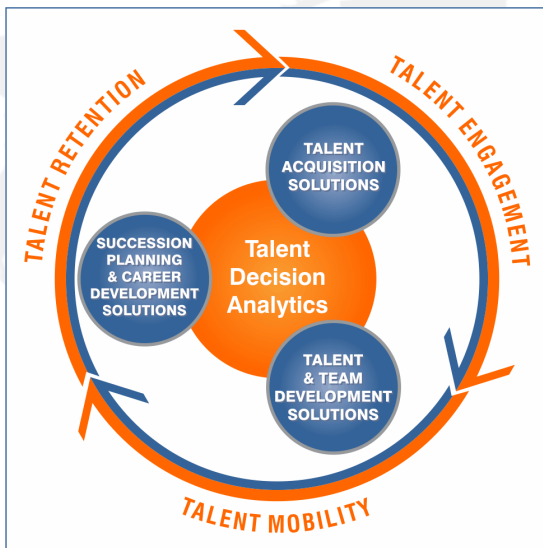 TALENT RETENTION
TALENT ENGAGEMENT
TALENT
ACQUISITION
SOLUTIONS
SUCCESSION
PLANNING
& CAREER
DEVELOPMENT
SOLUTIONS
Talent
Decision
Analytics
TALENT
& TEAM
DEVELOPMENT
SOLUTIONS
TALENT MOBILITY